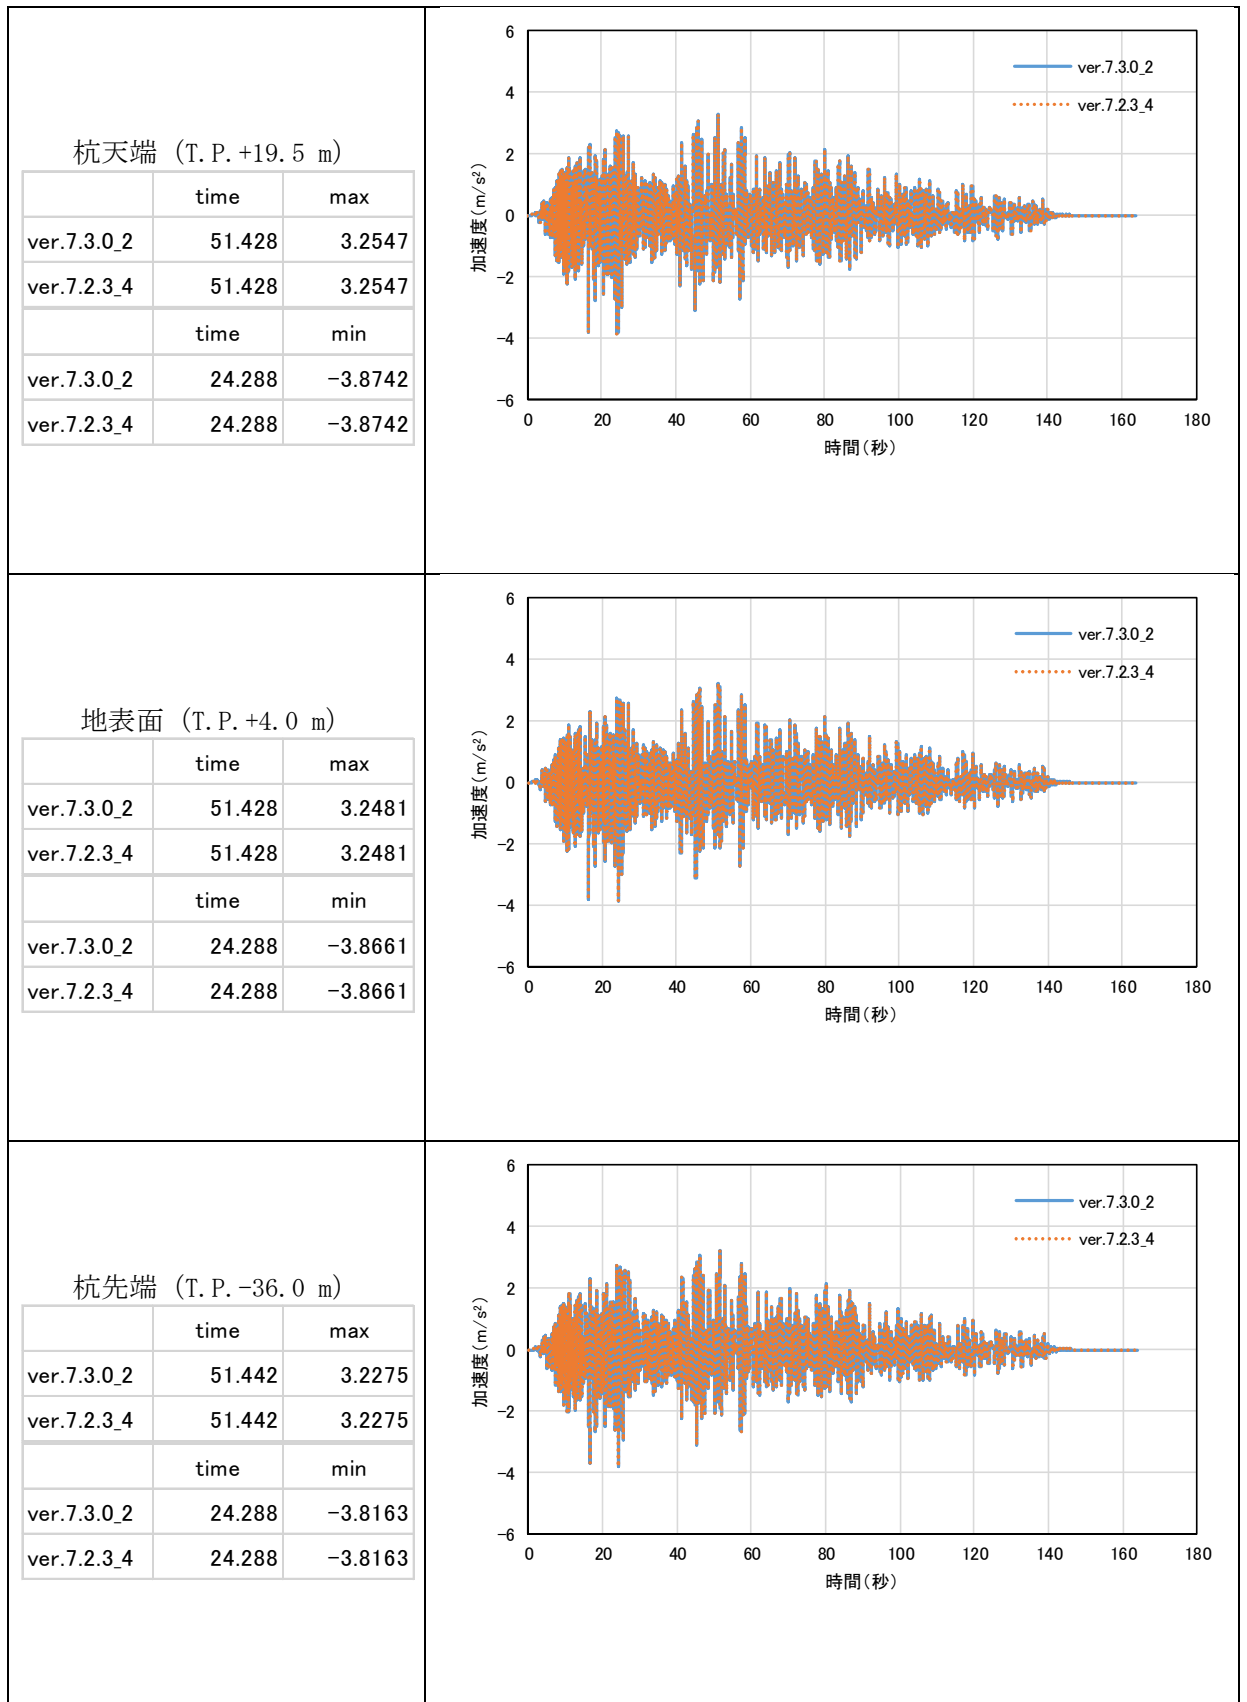 杭天端 (T.P.+19.5 m)
time max
ver.7.3.0_2 51.428 3.2547
ver.7.2.3_4 51.428 3.2547
time min
ver.7.3.0_2 24.288 −3.8742
ver.7.2.3_4 24.288 −3.8742
6
4
2
0
−2
−4
−6
加速度(m/s²)
ver.7.3.0_2
ver.7.2.3_4
0 20 40 60 80 100 120 140 160 180
時間(秒)
地表面 (T.P.+4.0 m)
time max
ver.7.3.0_2 51.428 3.2481
ver.7.2.3_4 51.428 3.2481
time min
ver.7.3.0_2 24.288 −3.8661
ver.7.2.3_4 24.288 −3.8661
6
4
2
0
−2
−4
−6
加速度(m/s²)
ver.7.3.0_2
ver.7.2.3_4
0 20 40 60 80 100 120 140 160 180
時間(秒)
杭先端 (T.P.-36.0 m)
time max
ver.7.3.0_2 51.442 3.2275
ver.7.2.3_4 51.442 3.2275
time min
ver.7.3.0_2 24.288 −3.8163
ver.7.2.3_4 24.288 −3.8163
6
4
2
0
−2
−4
−6
加速度(m/s²)
ver.7.3.0_2
ver.7.2.3_4
0 20 40 60 80 100 120 140 160 180
時間(秒)